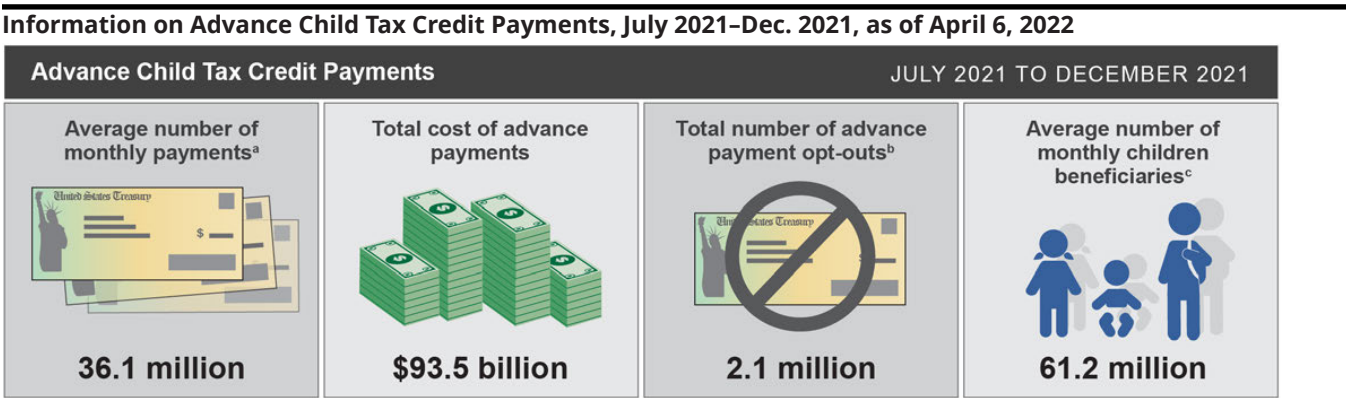 Information on Advance Child Tax Credit Payments, July 2021–Dec. 2021, as of April 6, 2022
Advance Child Tax Credit Payments
JULY 2021 TO DECEMBER 2021
Average number of
monthly paymentsᵃ
United States Treasury
$
36.1 million
Total cost of advance
payments
$93.5 billion
Total number of advance
payment opt-outsᵇ
United States Treasury
$
2.1 million
Average number of
monthly children
beneficiariesᶜ
61.2 million